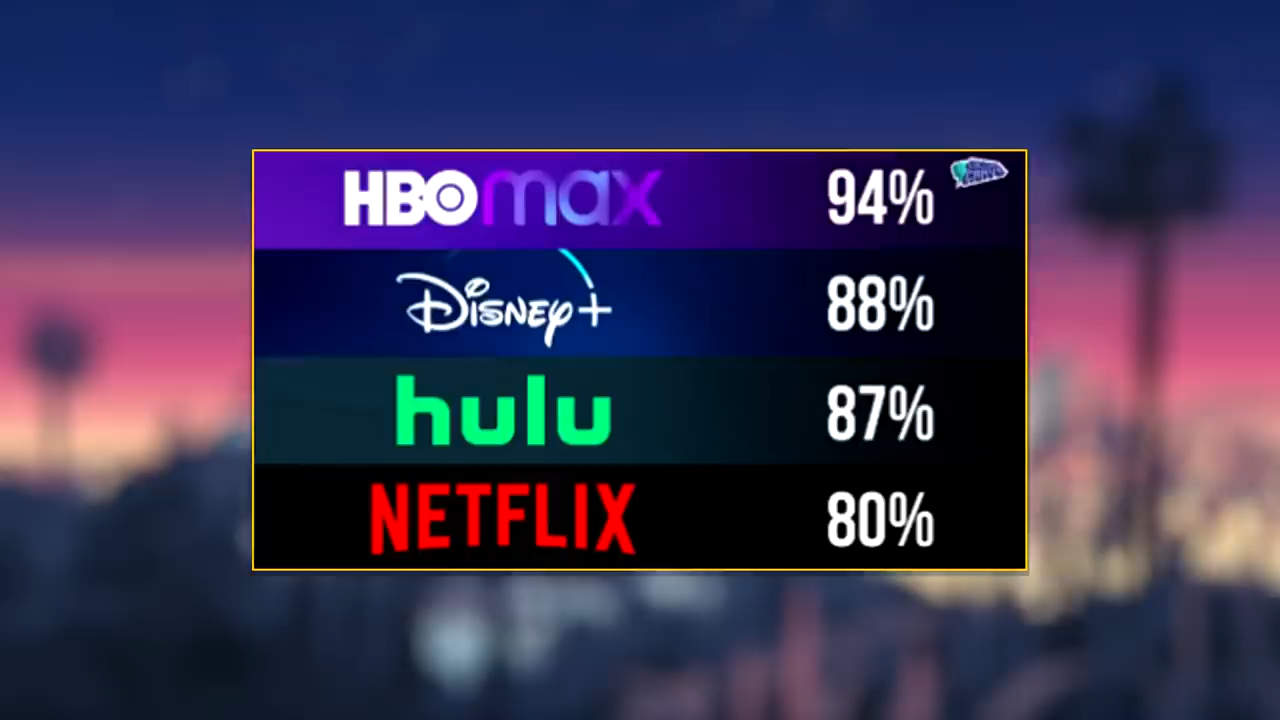 HBO max 94%
Disney+ 88%
hulu 87%
NETFLIX 80%